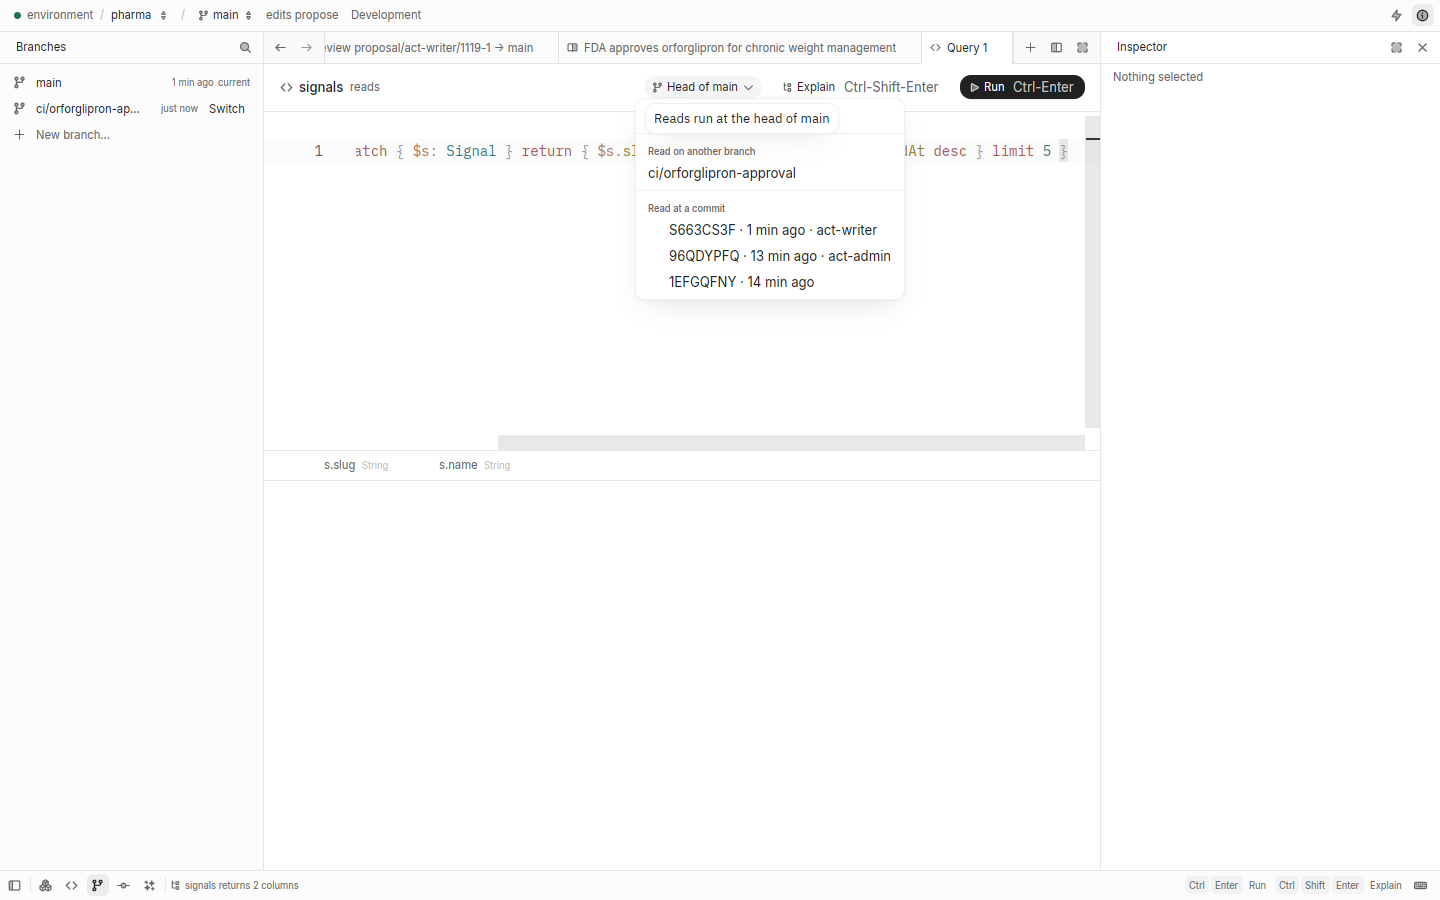 environment / pharma / main edits propose Development
Branches
main 1 min ago current
ci/orforglipron-ap... just now Switch
New branch...
eview proposal/act-writer/1119-1 → main
FDA approves orforglipron for chronic weight management
Query 1
Inspector
Nothing selected
signals reads
Head of main
Explain Ctrl-Shift-Enter
Run Ctrl-Enter
Reads run at the head of main
Read on another branch
ci/orforglipron-approval
Read at a commit
S663CS3F · 1 min ago · act-writer
96QDYPFQ · 13 min ago · act-admin
1EFGQFNY · 14 min ago
1 atch { $s: Signal } return { $s.sl At desc } limit 5 }
s.slug String s.name String
signals returns 2 columns
Ctrl Enter Run Ctrl Shift Enter Explain